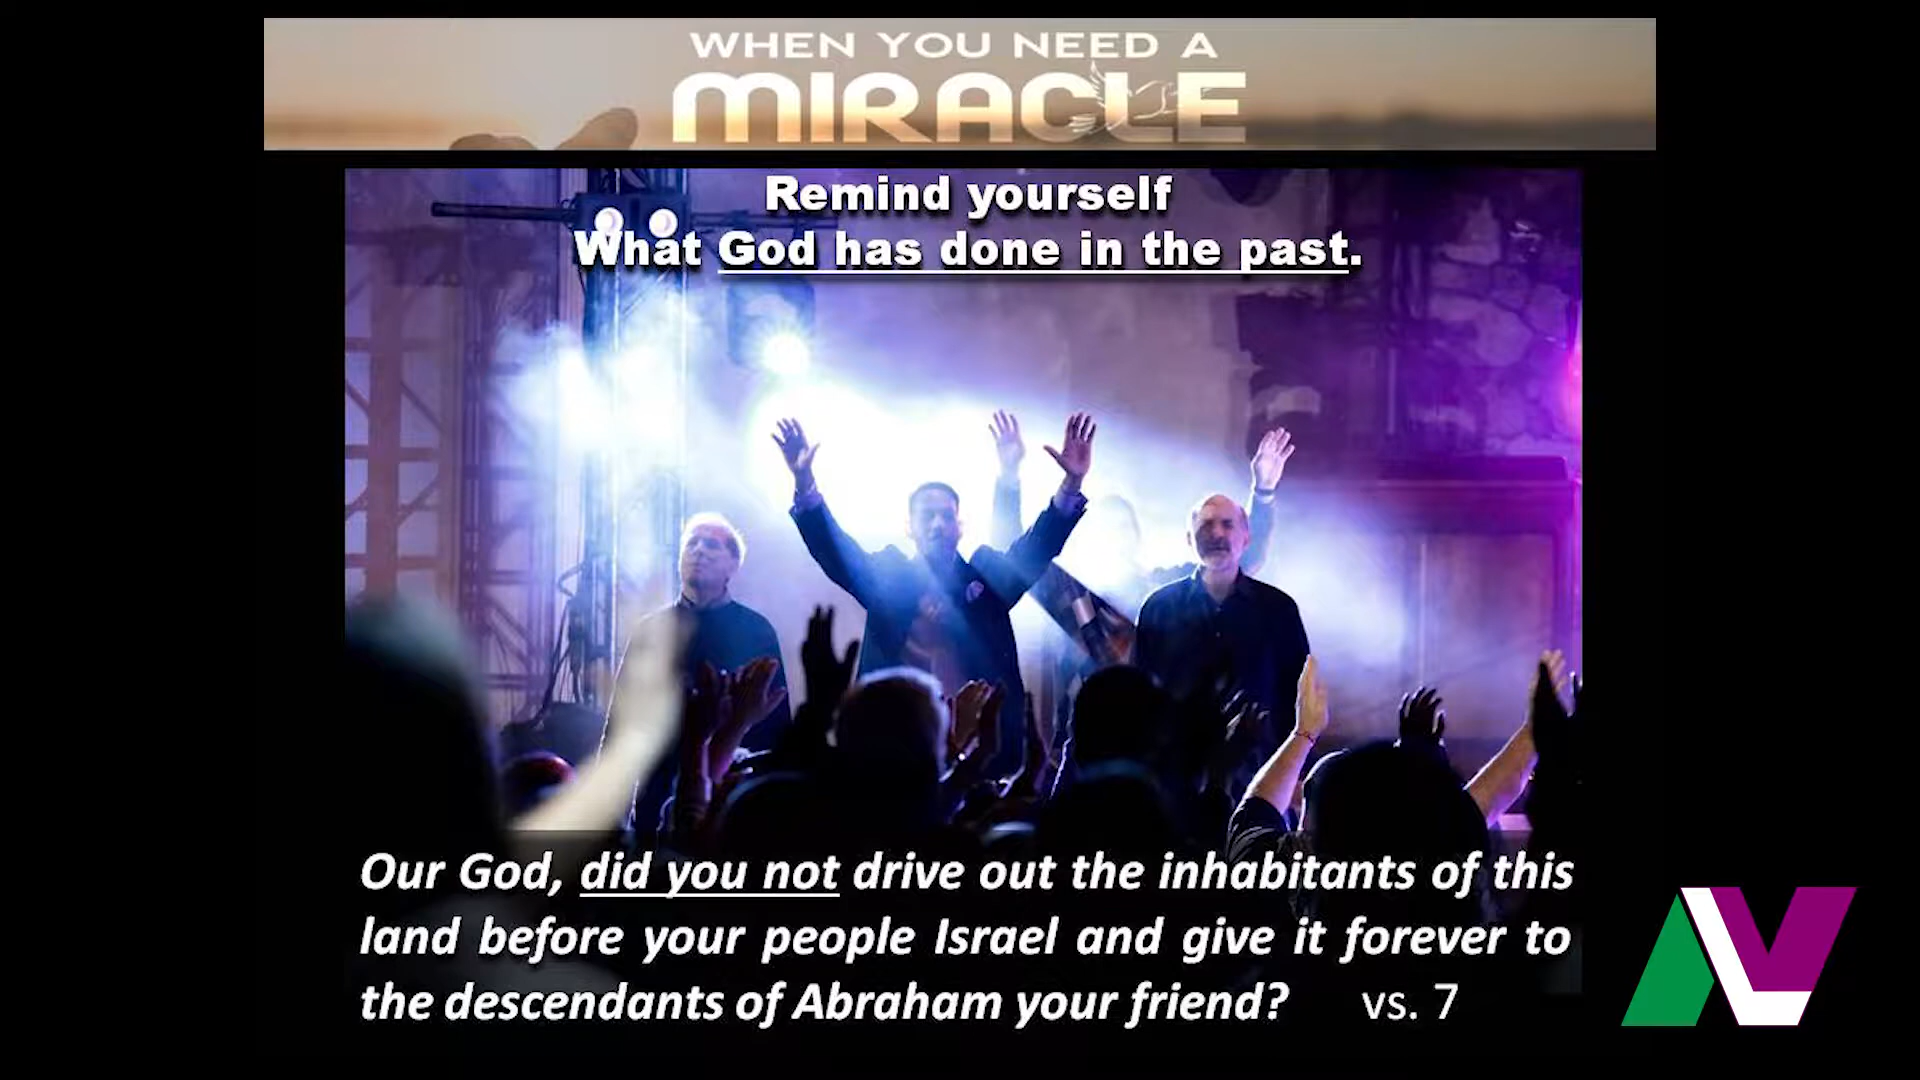 WHEN YOU NEED A
MIRACLE
Remind yourself
What God has done in the past.
Our God, did you not drive out the inhabitants of this
land before your people Israel and give it forever to
the descendants of Abraham your friend? vs. 7